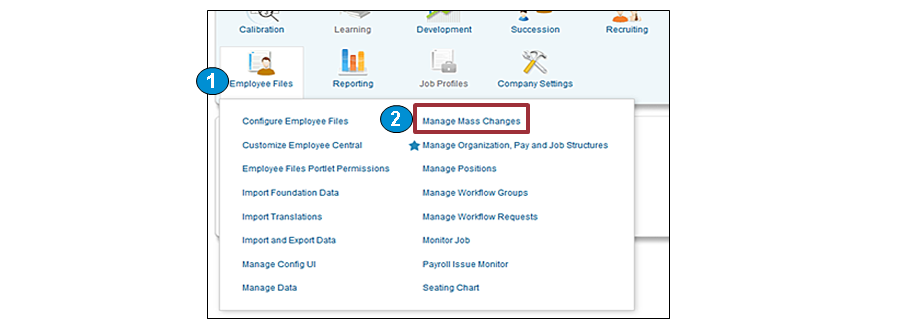 Calibration Learning Development Succession Recruiting
1 Employee Files Reporting Job Profiles Company Settings
Configure Employee Files 2 Manage Mass Changes
Customize Employee Central Manage Organization, Pay and Job Structures
Employee Files Portlet Permissions Manage Positions
Import Foundation Data Manage Workflow Groups
Import Translations Manage Workflow Requests
Import and Export Data Monitor Job
Manage Config UI Payroll Issue Monitor
Manage Data Seating Chart